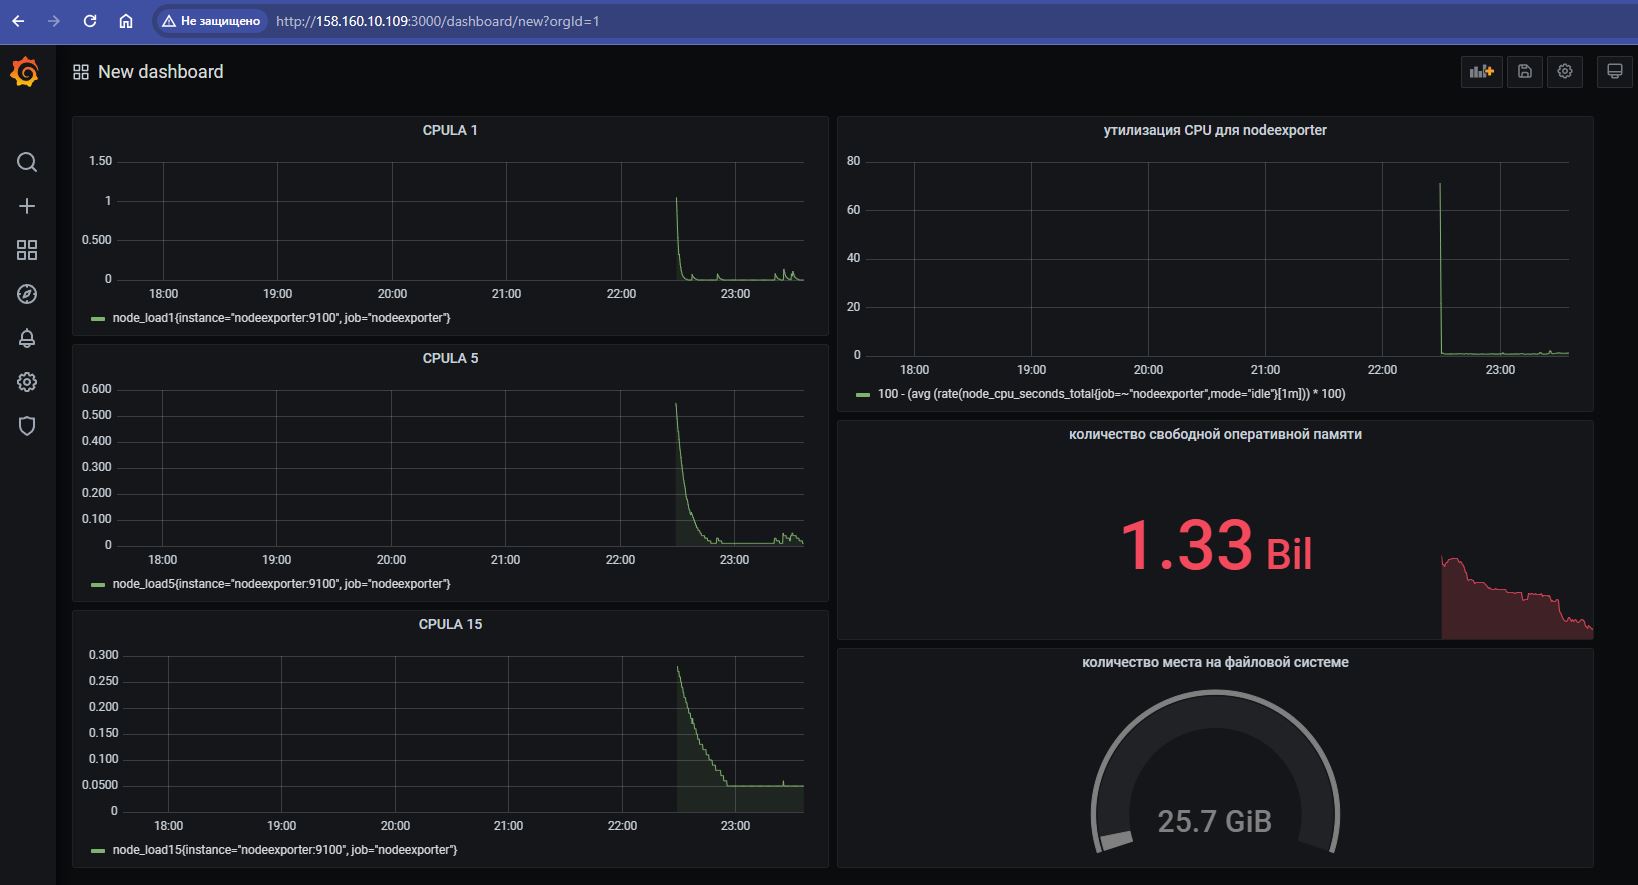 Не защищено http://158.160.10.109:3000/dashboard/new?orgId=1
New dashboard
CPULA 1
1.50
1
0.500
0
18:00 19:00 20:00 21:00 22:00 23:00
node_load1{instance="nodeexporter:9100", job="nodeexporter"}
CPULA 5
0.600
0.500
0.400
0.300
0.200
0.100
0
18:00 19:00 20:00 21:00 22:00 23:00
node_load5{instance="nodeexporter:9100", job="nodeexporter"}
CPULA 15
0.300
0.250
0.200
0.150
0.100
0.0500
0
18:00 19:00 20:00 21:00 22:00 23:00
node_load15{instance="nodeexporter:9100", job="nodeexporter"}
утилизация CPU для nodeexporter
80
60
40
20
0
18:00 19:00 20:00 21:00 22:00 23:00
100 - (avg (rate(node_cpu_seconds_total{job=~"nodeexporter",mode="idle"}[1m])) * 100)
количество свободной оперативной памяти
1.33 Bil
количество места на файловой системе
25.7 GiB